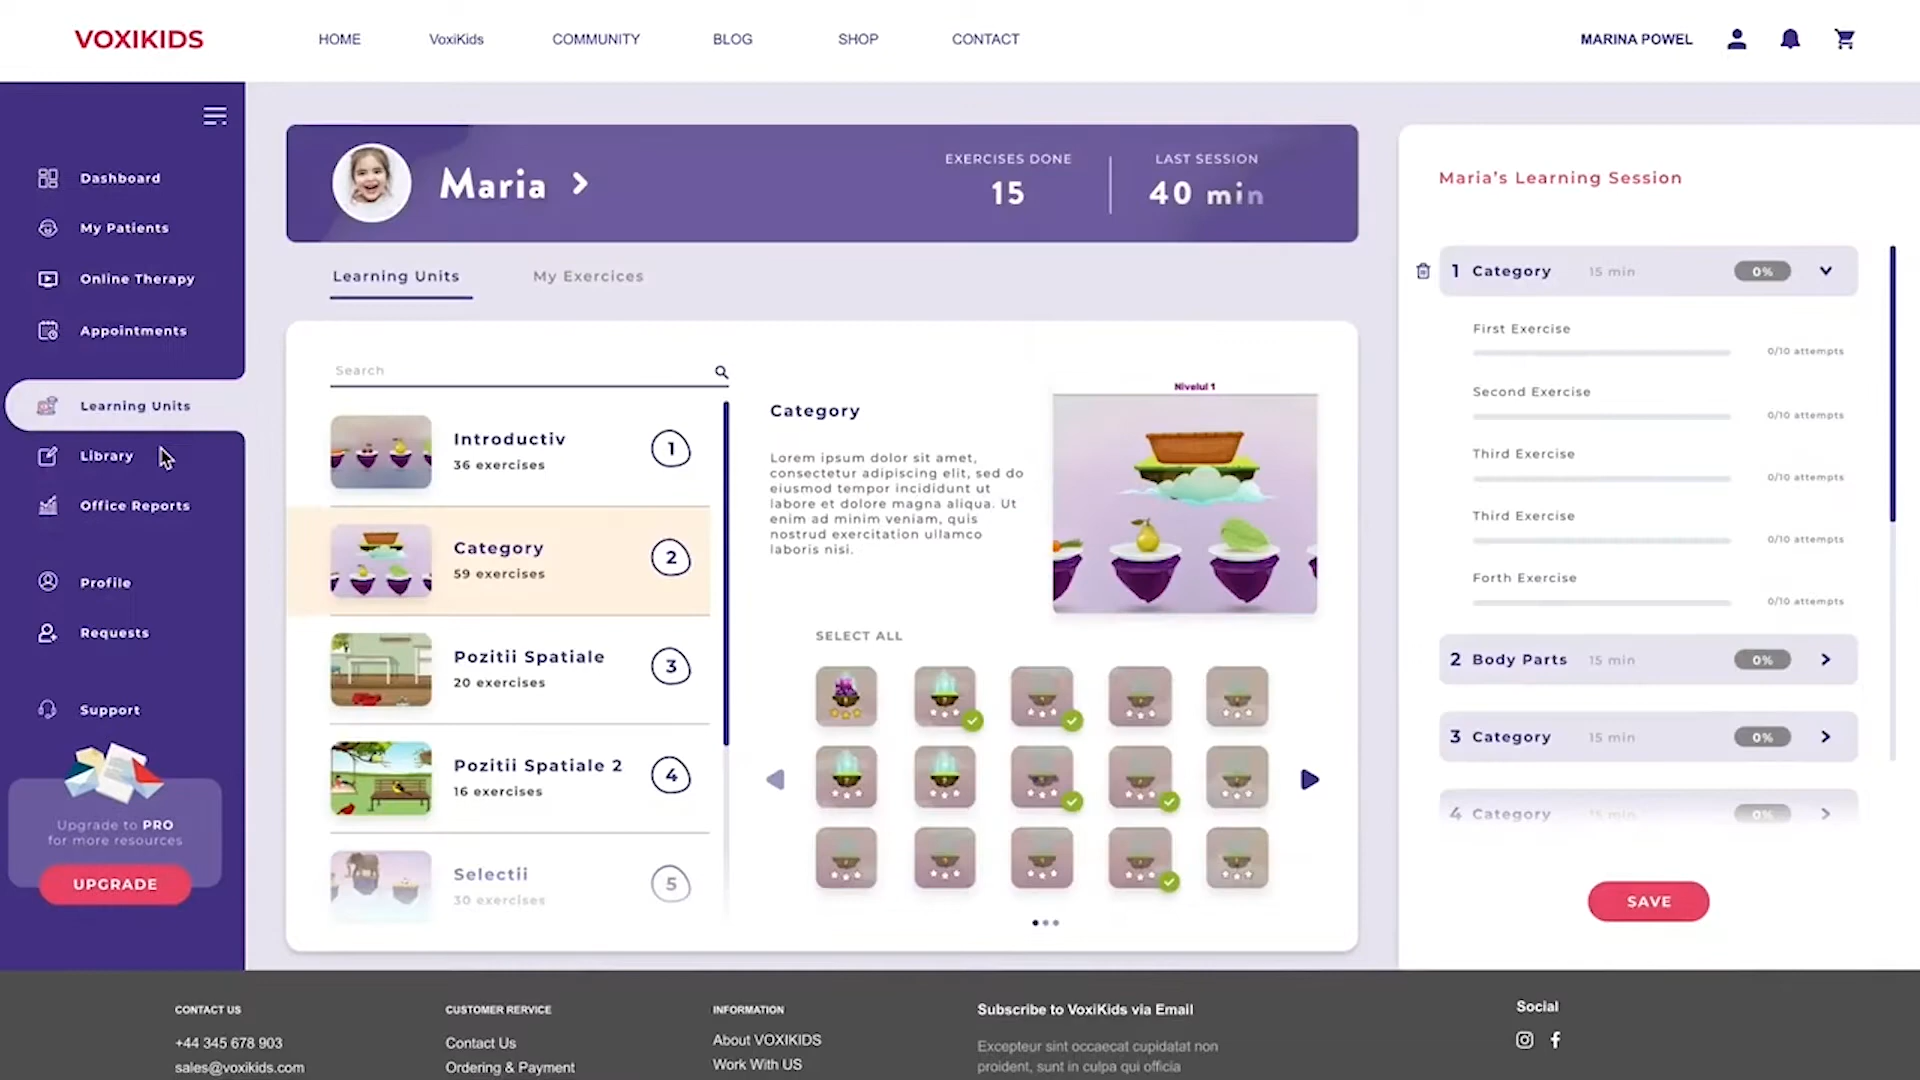 VOXIKIDS
HOME
VoxiKids
COMMUNITY
BLOG
SHOP
CONTACT
MARINA POWEL
Dashboard
My Patients
Online Therapy
Appointments
Learning Units
Library
Office Reports
Profile
Requests
Support
Upgrade to PRO
for more resources
UPGRADE
Maria
EXERCISES DONE
15
LAST SESSION
40 min
Learning Units
My Exercices
Search
Introductiv
36 exercises
1
Category
59 exercises
2
Pozitii Spatiale
20 exercises
3
Pozitii Spatiale 2
16 exercises
4
Selectii
30 exercises
5
Category
Lorem ipsum dolor sit amet,
consectetur adipiscing elit, sed do
eiusmod tempor incididunt ut
labore et dolore magna aliqua. Ut
enim ad minim veniam, quis
nostrud exercitation ullamco
laboris nisi.
Nivelul 1
SELECT ALL
Maria's Learning Session
1 Category 15 min 0%
First Exercise
0/10 attempts
Second Exercise
0/10 attempts
Third Exercise
0/10 attempts
Third Exercise
0/10 attempts
Forth Exercise
0/10 attempts
2 Body Parts 15 min 0%
3 Category 15 min 0%
4 Category 15 min 0%
SAVE
CONTACT US
+44 345 678 903
sales@voxikids.com
CUSTOMER RERVICE
Contact Us
Ordering & Payment
INFORMATION
About VOXIKIDS
Work With US
Subscribe to VoxiKids via Email
Excepteur sint occaecat cupidatat non
proident, sunt in culpa qui officia
Social